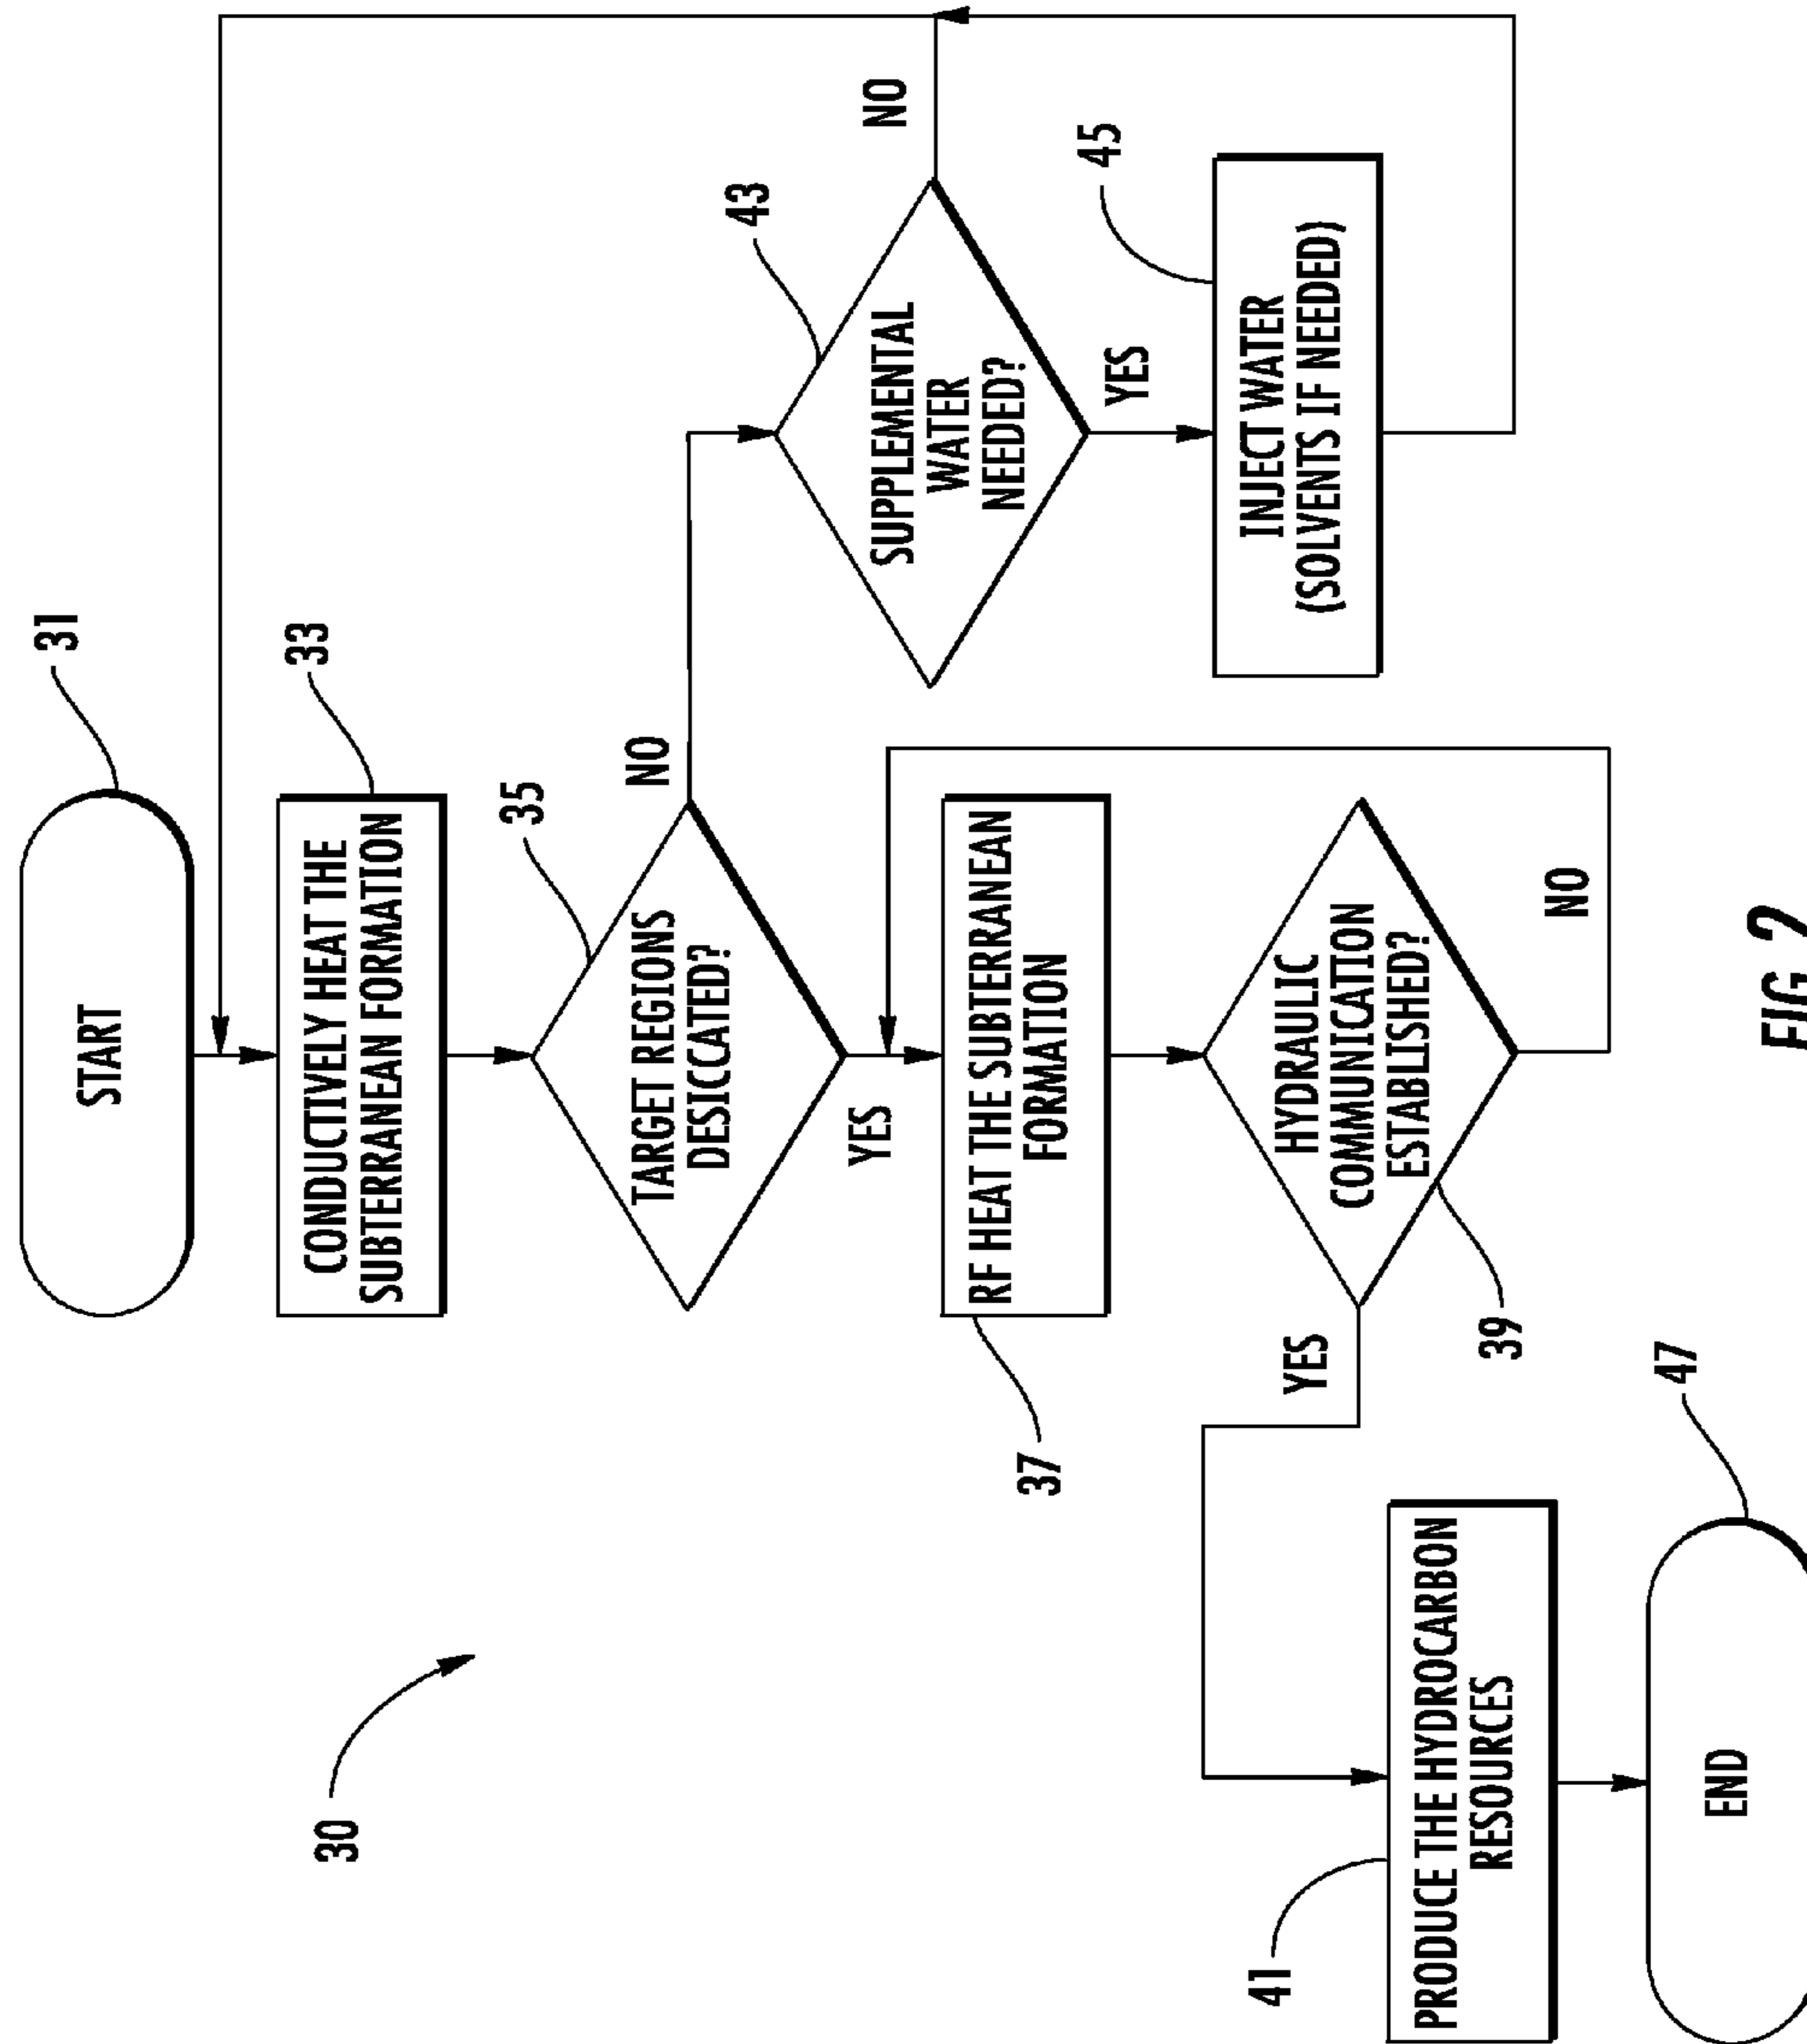 30
START
31
CONDUCTIVELY HEAT THE
SUBTERRANEAN FORMATION
33
TARGET REGIONS
DESICCATED?
35
NO
YES
SUPPLEMENTAL
WATER
NEEDED?
43
NO
YES
INJECT WATER
(SOLVENTS IF NEEDED)
45
RF HEAT THE SUBTERRANEAN
FORMATION
37
HYDRAULIC
COMMUNICATION
ESTABLISHED?
39
YES
NO
PRODUCE THE HYDROCARBON
RESOURCES
41
END
47
FIG. 2